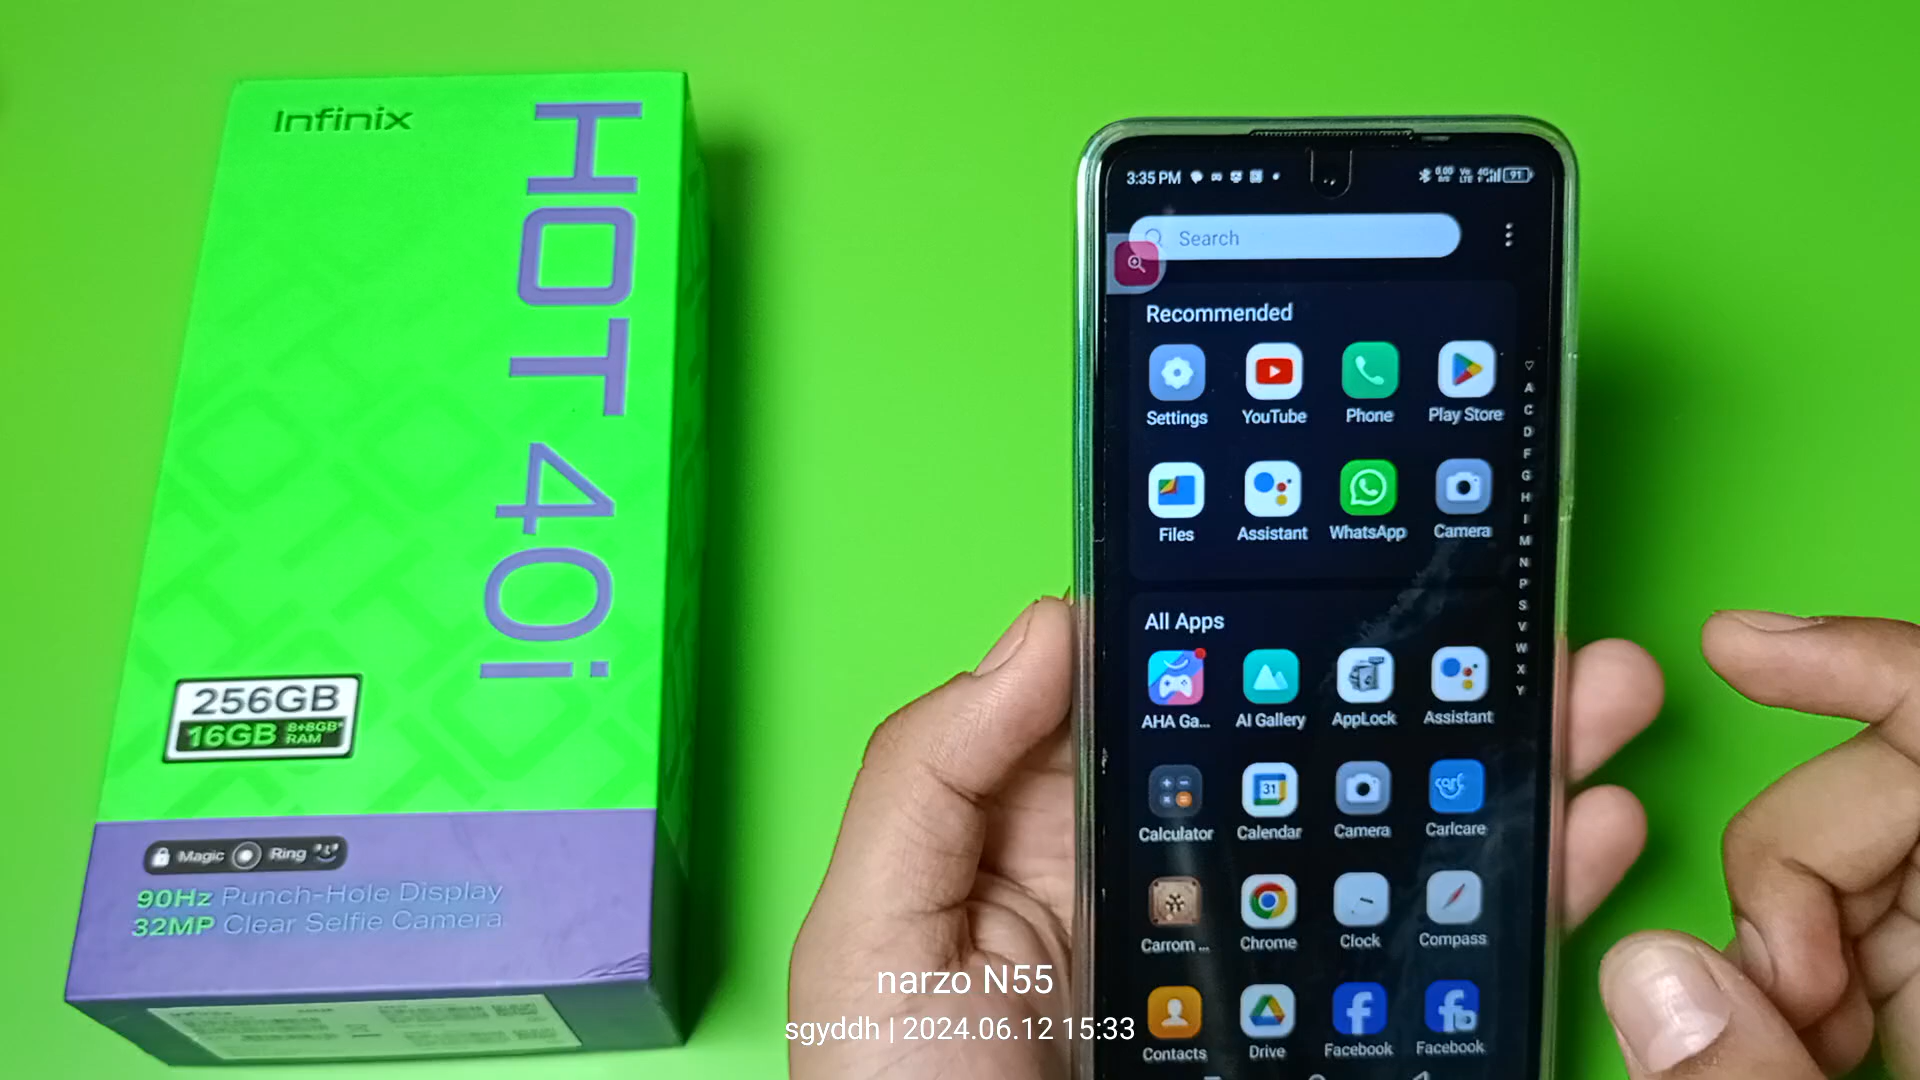 Infinix
HOT 40i
256GB
16GB 8+8GB*
RAM
Magic Ring
90Hz Punch-Hole Display
32MP Clear Selfie Camera
3:35 PM
91
Search
Recommended
Settings YouTube Phone Play Store
Files Assistant WhatsApp Camera
All Apps
AHA Ga... AI Gallery AppLock Assistant
31
Calculator Calendar Camera Carlcare
Carrom ... Chrome Clock Compass
Contacts Drive Facebook Facebook
A
C
D
F
G
H
I
M
N
P
S
V
W
X
Y
narzo N55
sgyddh | 2024.06.12 15:33